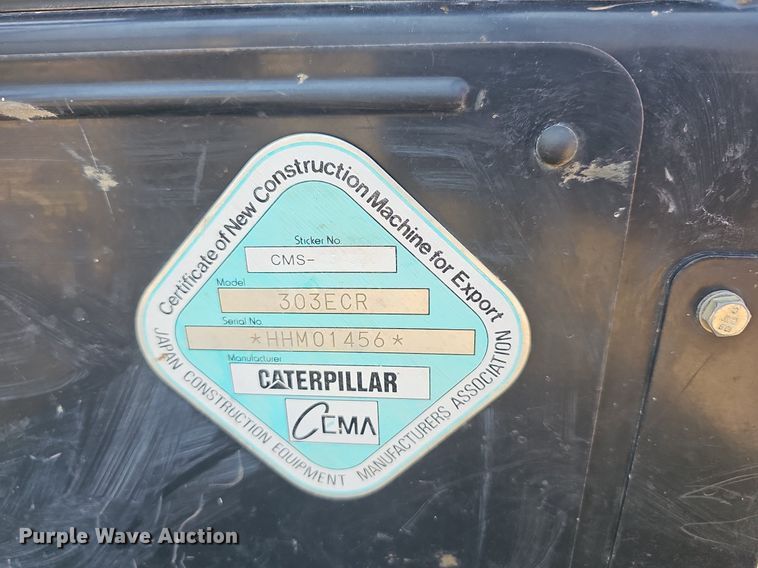 Certificate of New Construction Machine for Export
Sticker No.
CMS-
Model
303ECR
Serial No.
*HHM01456*
Manufacturer
CATERPILLAR
CEMA
JAPAN CONSTRUCTION EQUIPMENT MANUFACTURERS ASSOCIATION
Purple Wave Auction